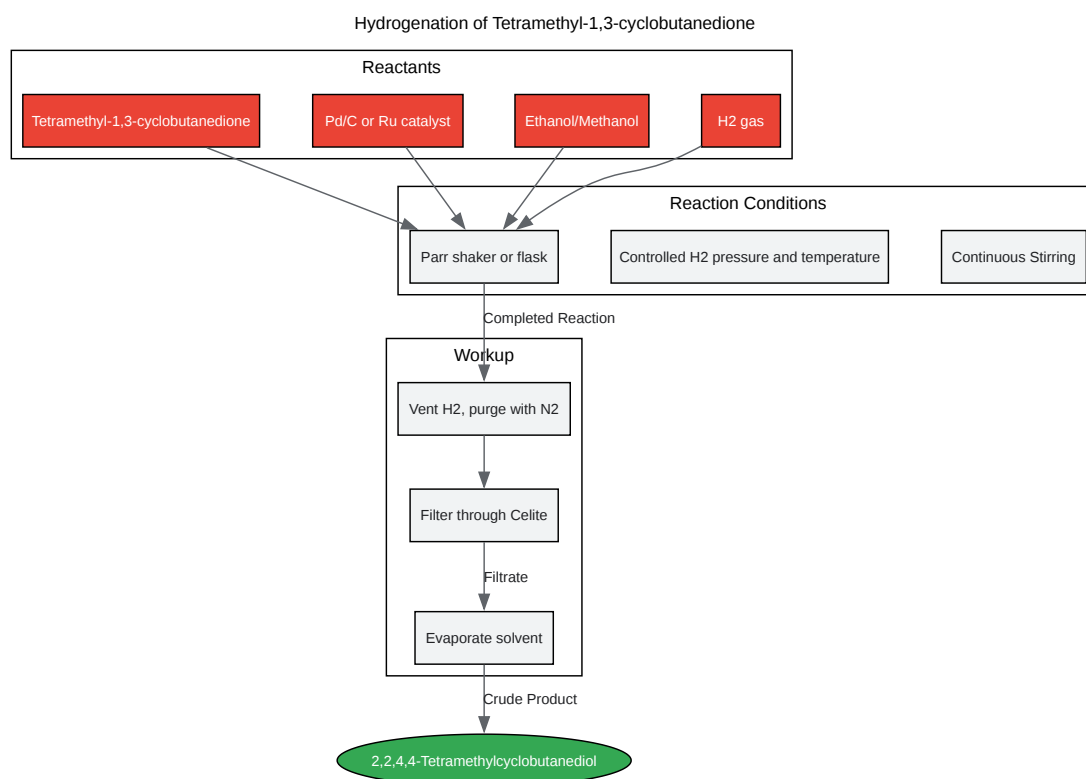 Hydrogenation of Tetramethyl-1,3-cyclobutanedione
Reactants
Tetramethyl-1,3-cyclobutanedione
Pd/C or Ru catalyst
Ethanol/Methanol
H2 gas
Reaction Conditions
Parr shaker or flask
Controlled H2 pressure and temperature
Continuous Stirring
Completed Reaction
Workup
Vent H2, purge with N2
Filter through Celite
Filtrate
Evaporate solvent
Crude Product
2,2,4,4-Tetramethylcyclobutanediol